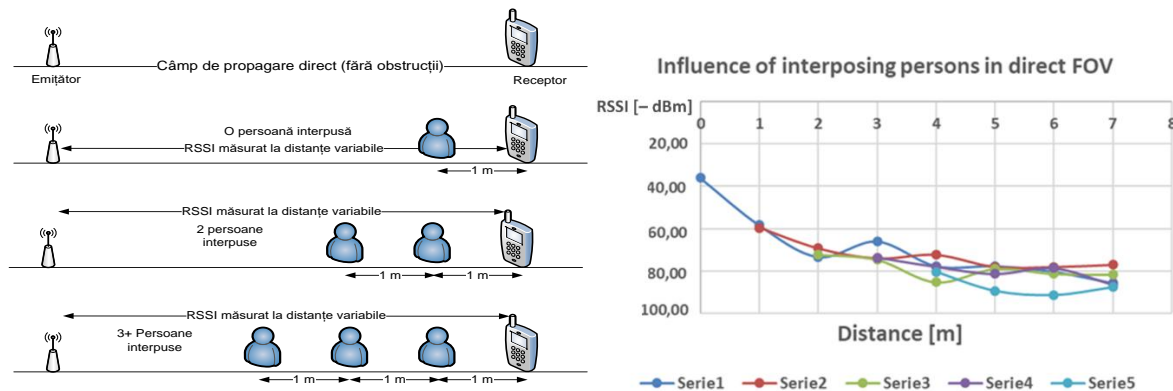 Câmp de propagare direct (fără obstrucții)
Emițător
Receptor
O persoană interpusă
RSSI măsurat la distanțe variabile
1 m
RSSI măsurat la distanțe variabile
2 persoane
interpuse
1 m
1 m
RSSI măsurat la distanțe variabile
3+ Persoane
interpuse
1 m
1 m
1 m
Influence of interposing persons in direct FOV
RSSI [– dBm]
0 1 2 3 4 5 6 7 8
20,00
40,00
60,00
80,00
100,00
Distance [m]
Serie1 Serie2 Serie3 Serie4 Serie5